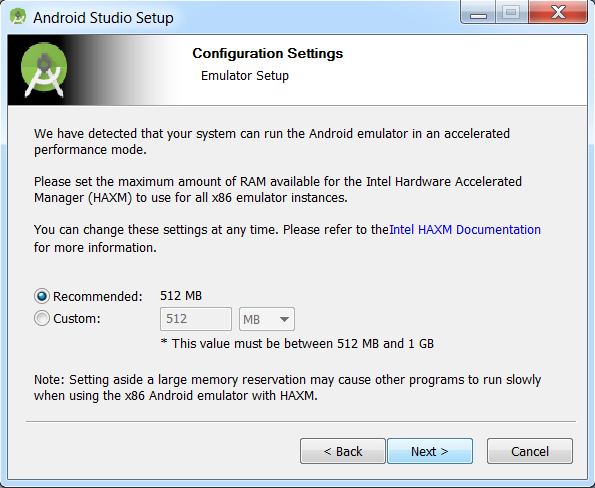 Android Studio Setup
Configuration Settings
Emulator Setup
We have detected that your system can run the Android emulator in an accelerated
performance mode.
Please set the maximum amount of RAM available for the Intel Hardware Accelerated
Manager (HAXM) to use for all x86 emulator instances.
You can change these settings at any time. Please refer to theIntel HAXM Documentation
for more information.
Recommended: 512 MB
Custom: 512 MB
* This value must be between 512 MB and 1 GB
Note: Setting aside a large memory reservation may cause other programs to run slowly
when using the x86 Android emulator with HAXM.
< Back Next > Cancel